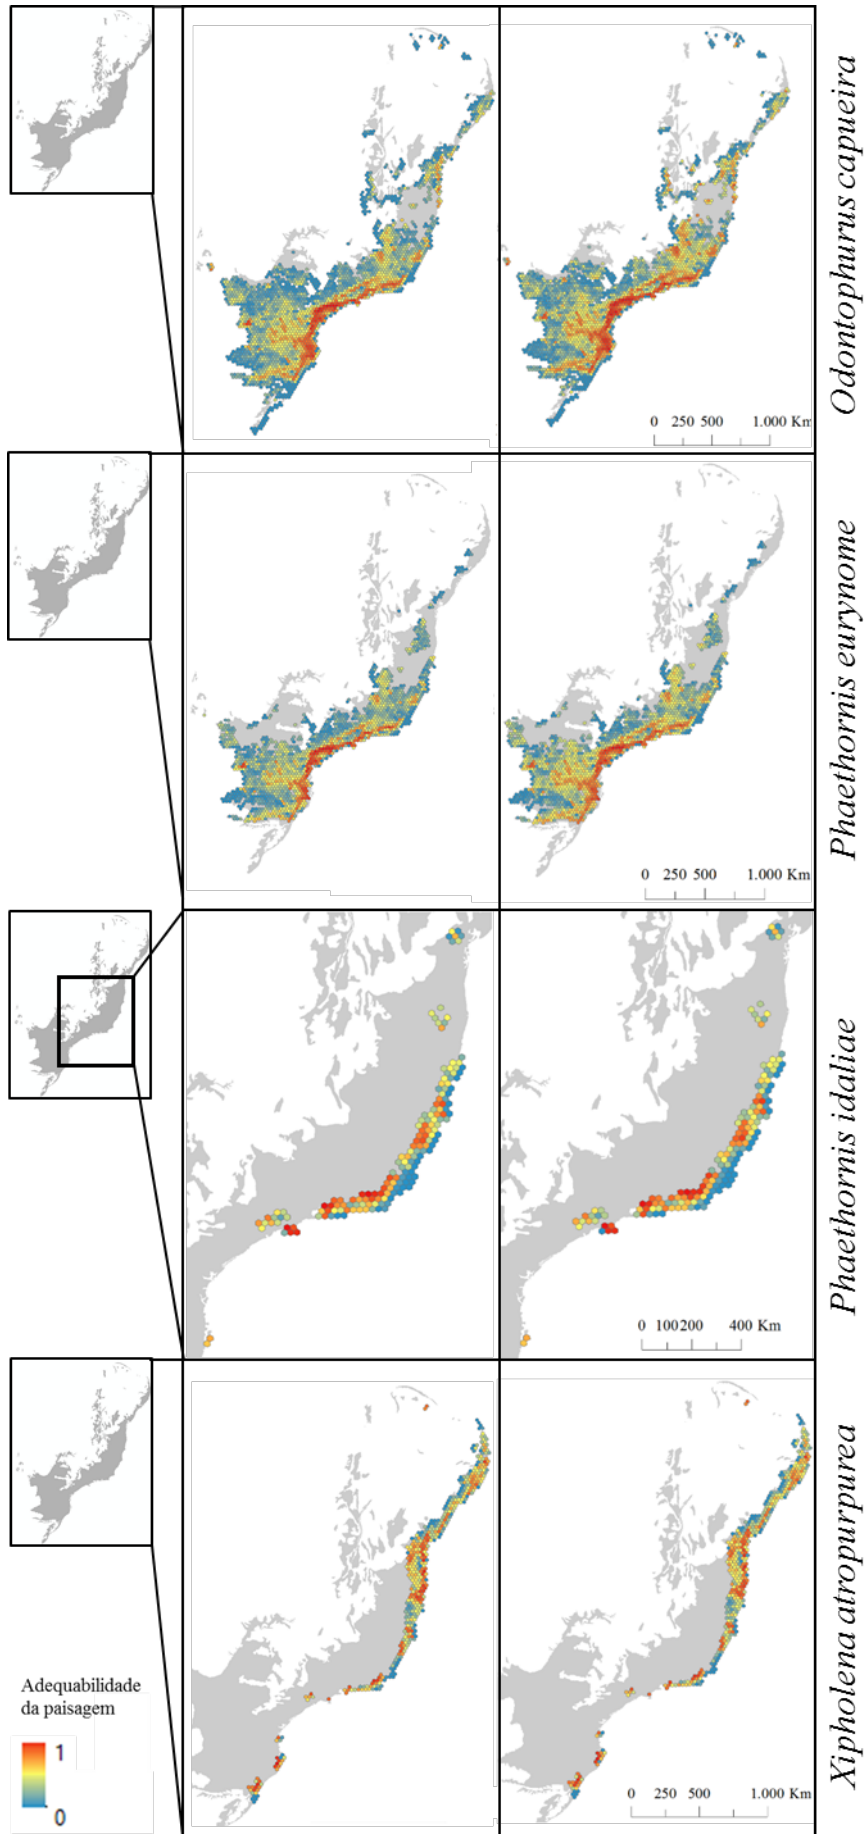 Odontophurus capueira
0 250 500 1.000 Km
Phaethornis eurynome
0 250 500 1.000 Km
Phaethornis idaliae
0 100 200 400 Km
Xipholena atropurpurea
Adequabilidade
da paisagem
1
0
0 250 500 1.000 Km